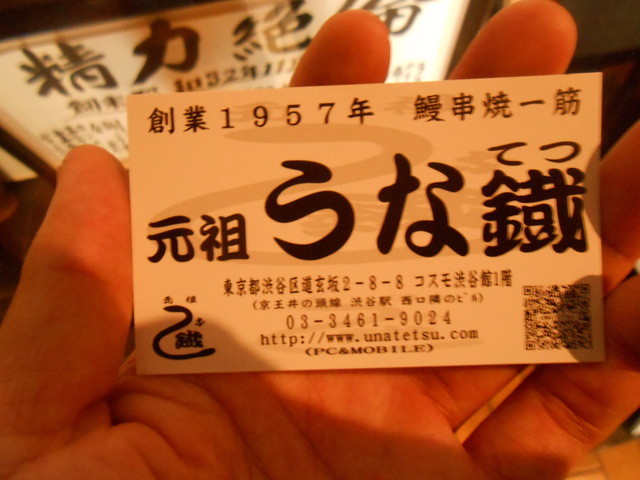 精力絶倫
創業1957年 鰻串焼一筋
てつ
元祖うな鐵
東京都渋谷区道玄坂2-8-8 コスモ渋谷館1階
(京王井の頭線 渋谷駅 西口隣のビル)
03-3461-9024
http://www.unatetsu.com
(PC&MOBILE)
元祖
うな
鐵